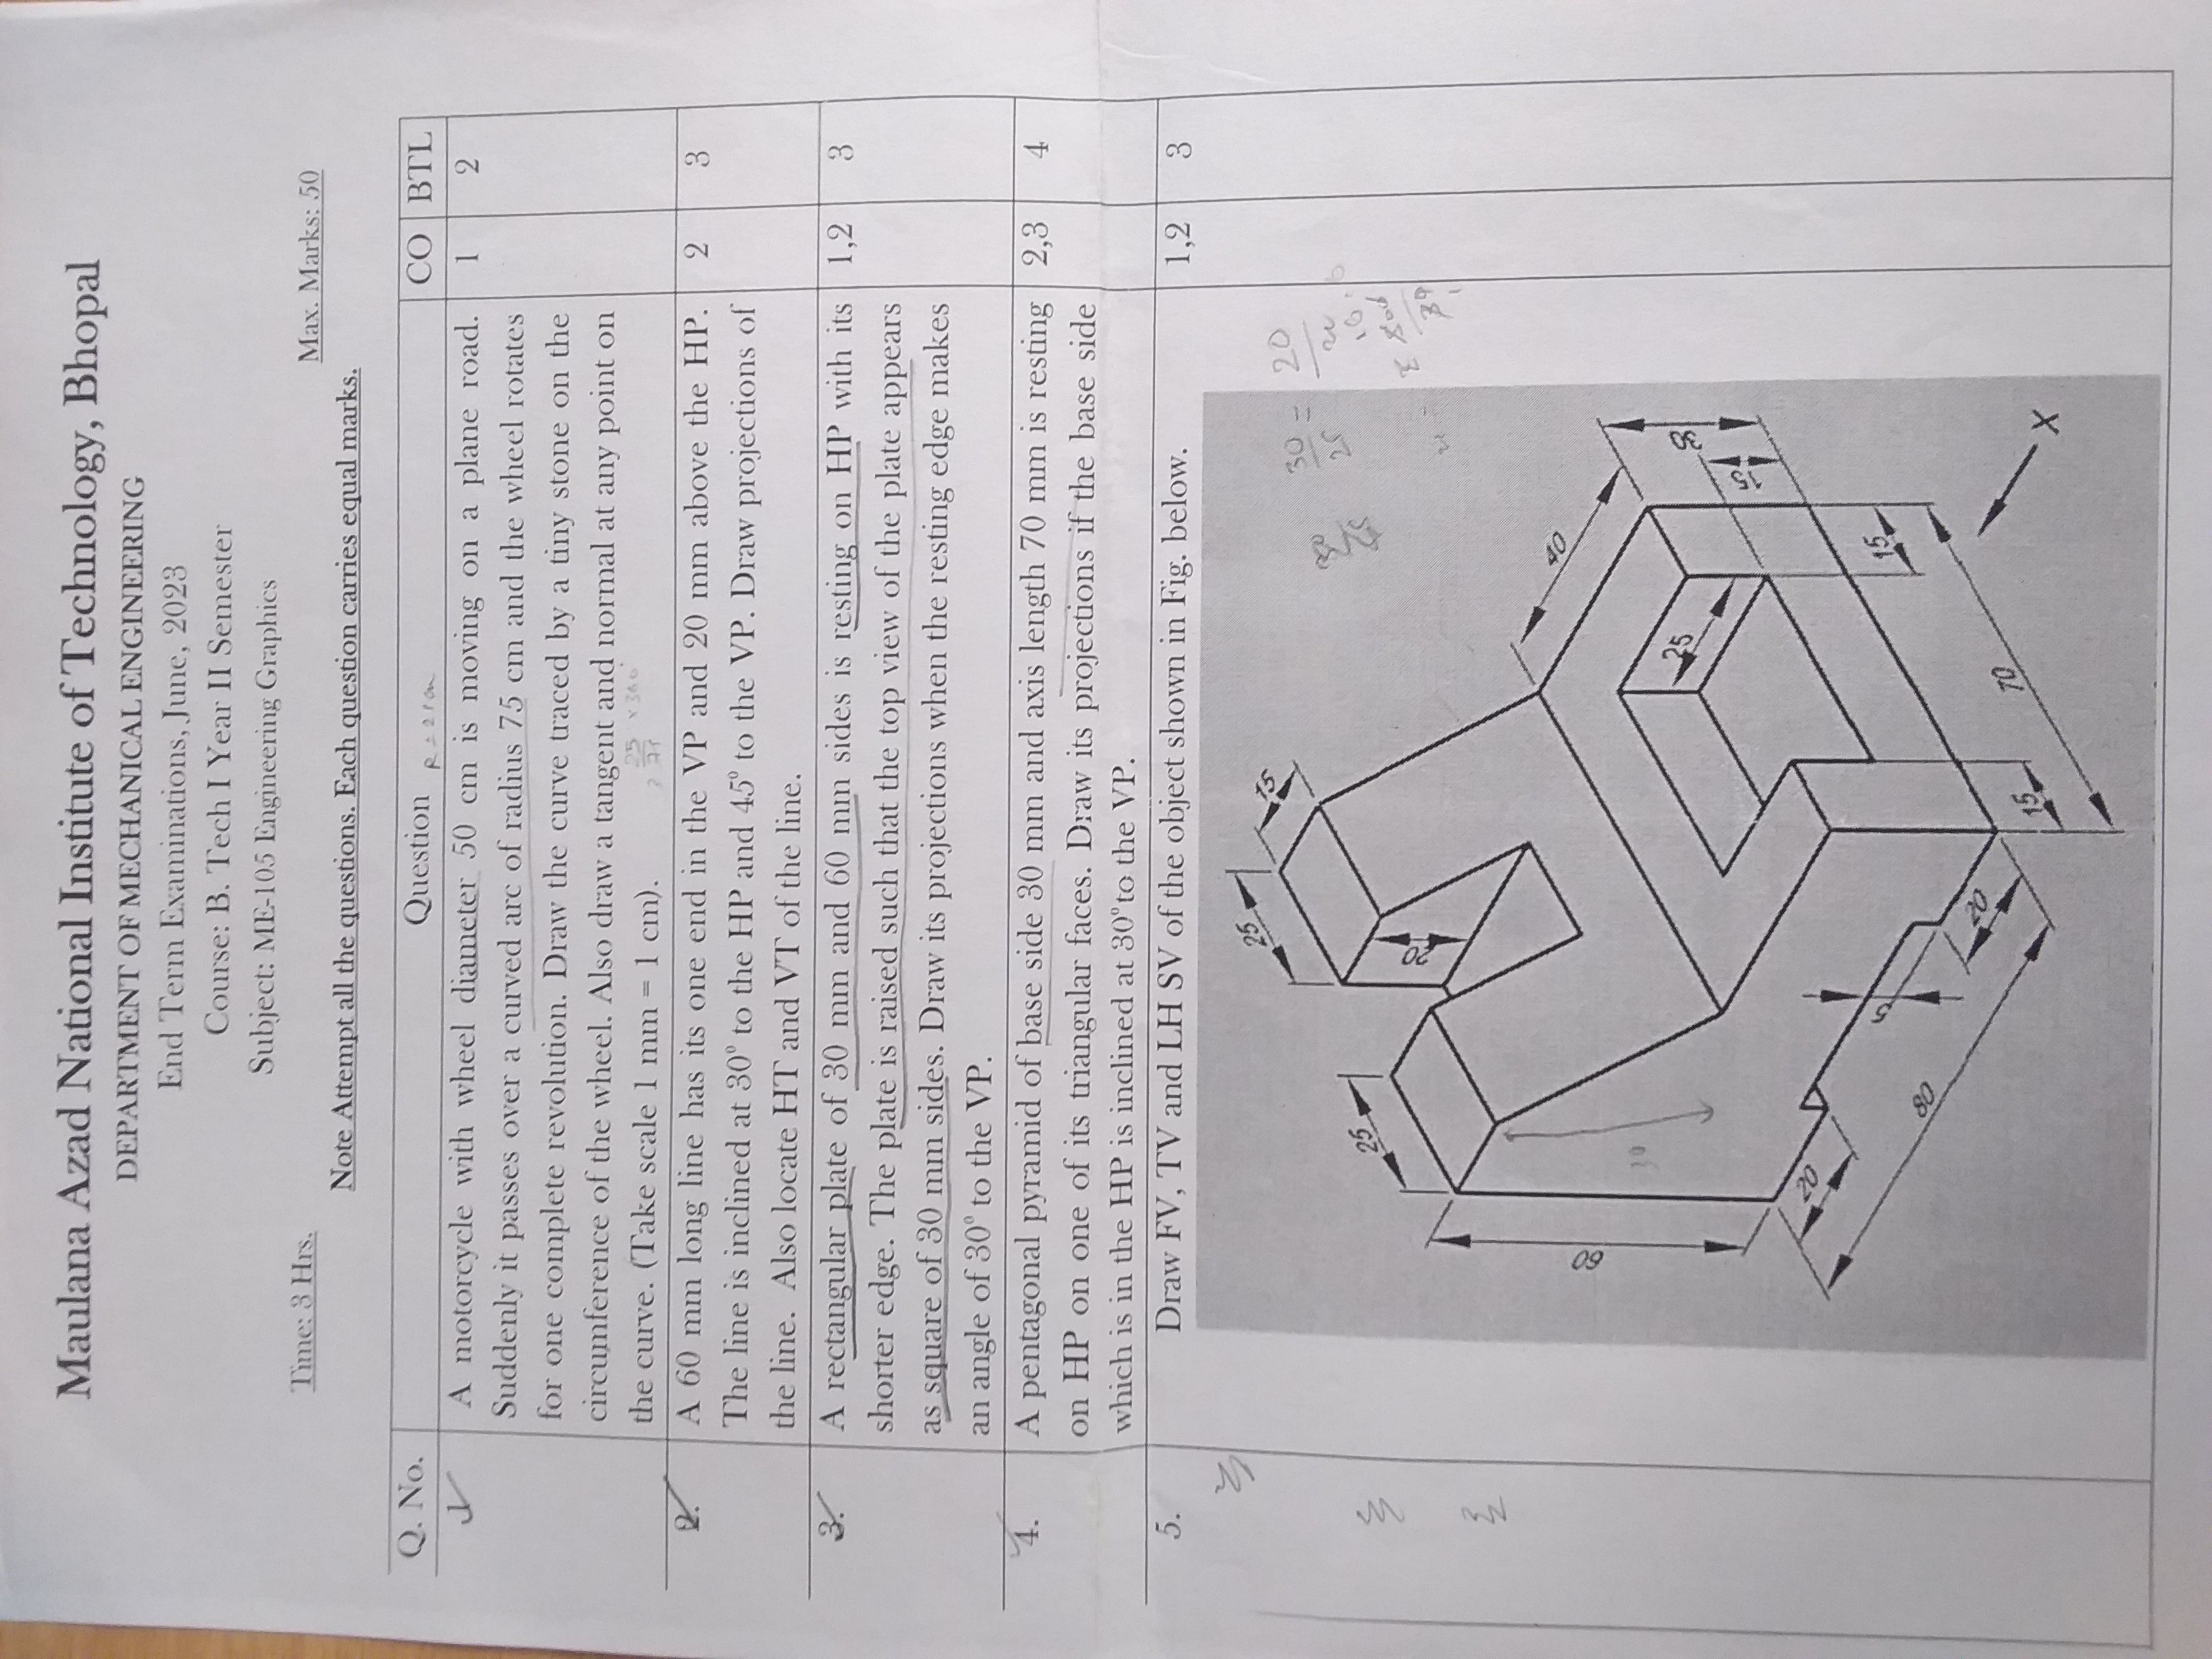 Maulana Azad National Institute of Technology, Bhopal
DEPARTMENT OF MECHANICAL ENGINEERING
End Term Examinations, June, 2023
Course: B. Tech I Year II Semester
Subject: ME-105 Engineering Graphics
Time: 3 Hrs. Max. Marks: 50
Note Attempt all the questions. Each question carries equal marks.
Q. No. Question CO BTL
1 A motorcycle with wheel diameter 50 cm is moving on a plane road. 1 2
Suddenly it passes over a curved arc of radius 75 cm and the wheel rotates
for one complete revolution. Draw the curve traced by a tiny stone on the
circumference of the wheel. Also draw a tangent and normal at any point on
the curve. (Take scale 1 mm = 1 cm).
2. A 60 mm long line has its one end in the VP and 20 mm above the HP. 2 3
The line is inclined at 30º to the HP and 45º to the VP. Draw projections of
the line. Also locate HT and VT of the line.
3. A rectangular plate of 30 mm and 60 mm sides is resting on HP with its 1,2 3
shorter edge. The plate is raised such that the top view of the plate appears
as square of 30 mm sides. Draw its projections when the resting edge makes
an angle of 30º to the VP.
4. A pentagonal pyramid of base side 30 mm and axis length 70 mm is resting 2,3 4
on HP on one of its triangular faces. Draw its projections if the base side
which is in the HP is inclined at 30º to the VP.
5. Draw FV, TV and LH SV of the object shown in Fig. below. 1,2 3
25
15
25
20
30
25 =
20
60
30
40
25
30
15
20
5
80
20
15
15
70
X